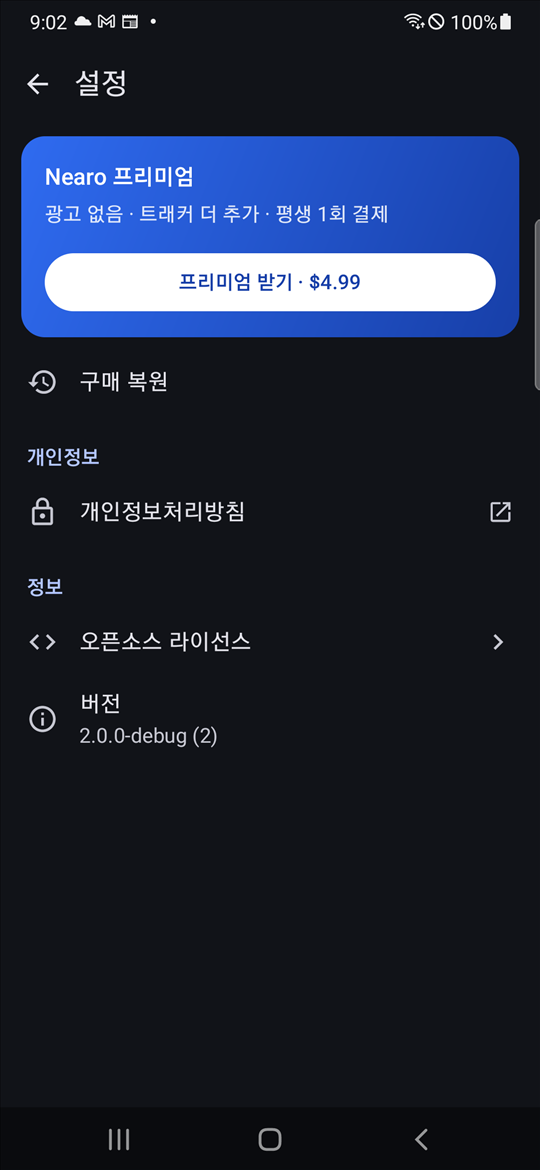 9:02
100%
설정
Nearo 프리미엄
광고 없음 · 트래커 더 추가 · 평생 1회 결제
프리미엄 받기 · $4.99
구매 복원
개인정보
개인정보처리방침
정보
오픈소스 라이선스
버전
2.0.0-debug (2)